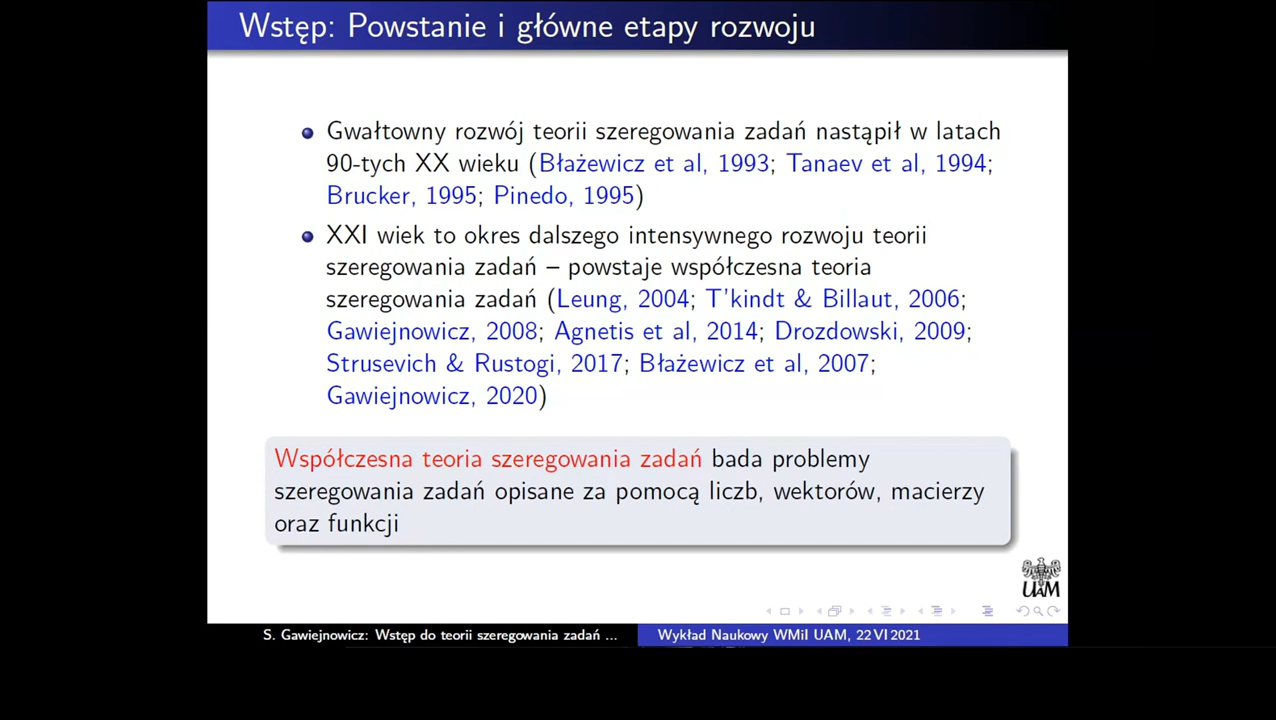 Wstęp: Powstanie i główne etapy rozwoju
Gwałtowny rozwój teorii szeregowania zadań nastąpił w latach
90-tych XX wieku (Błażewicz et al, 1993; Tanaev et al, 1994;
Brucker, 1995; Pinedo, 1995)
XXI wiek to okres dalszego intensywnego rozwoju teorii
szeregowania zadań – powstaje współczesna teoria
szeregowania zadań (Leung, 2004; T'kindt & Billaut, 2006;
Gawiejnowicz, 2008; Agnetis et al, 2014; Drozdowski, 2009;
Strusevich & Rustogi, 2017; Błażewicz et al, 2007;
Gawiejnowicz, 2020)
Współczesna teoria szeregowania zadań bada problemy
szeregowania zadań opisane za pomocą liczb, wektorów, macierzy
oraz funkcji
UAM
S. Gawiejnowicz: Wstęp do teorii szeregowania zadań ...
Wykład Naukowy WMiI UAM, 22 VI 2021